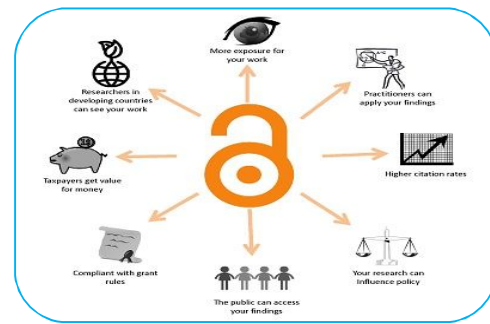 More exposure for
your work
Practitioners can
apply your findings
Higher citation rates
Your research can
Influence policy
The public can access
your findings
Compliant with grant
rules
Taxpayers get value
for money
Researchers in
developing countries
can see your work